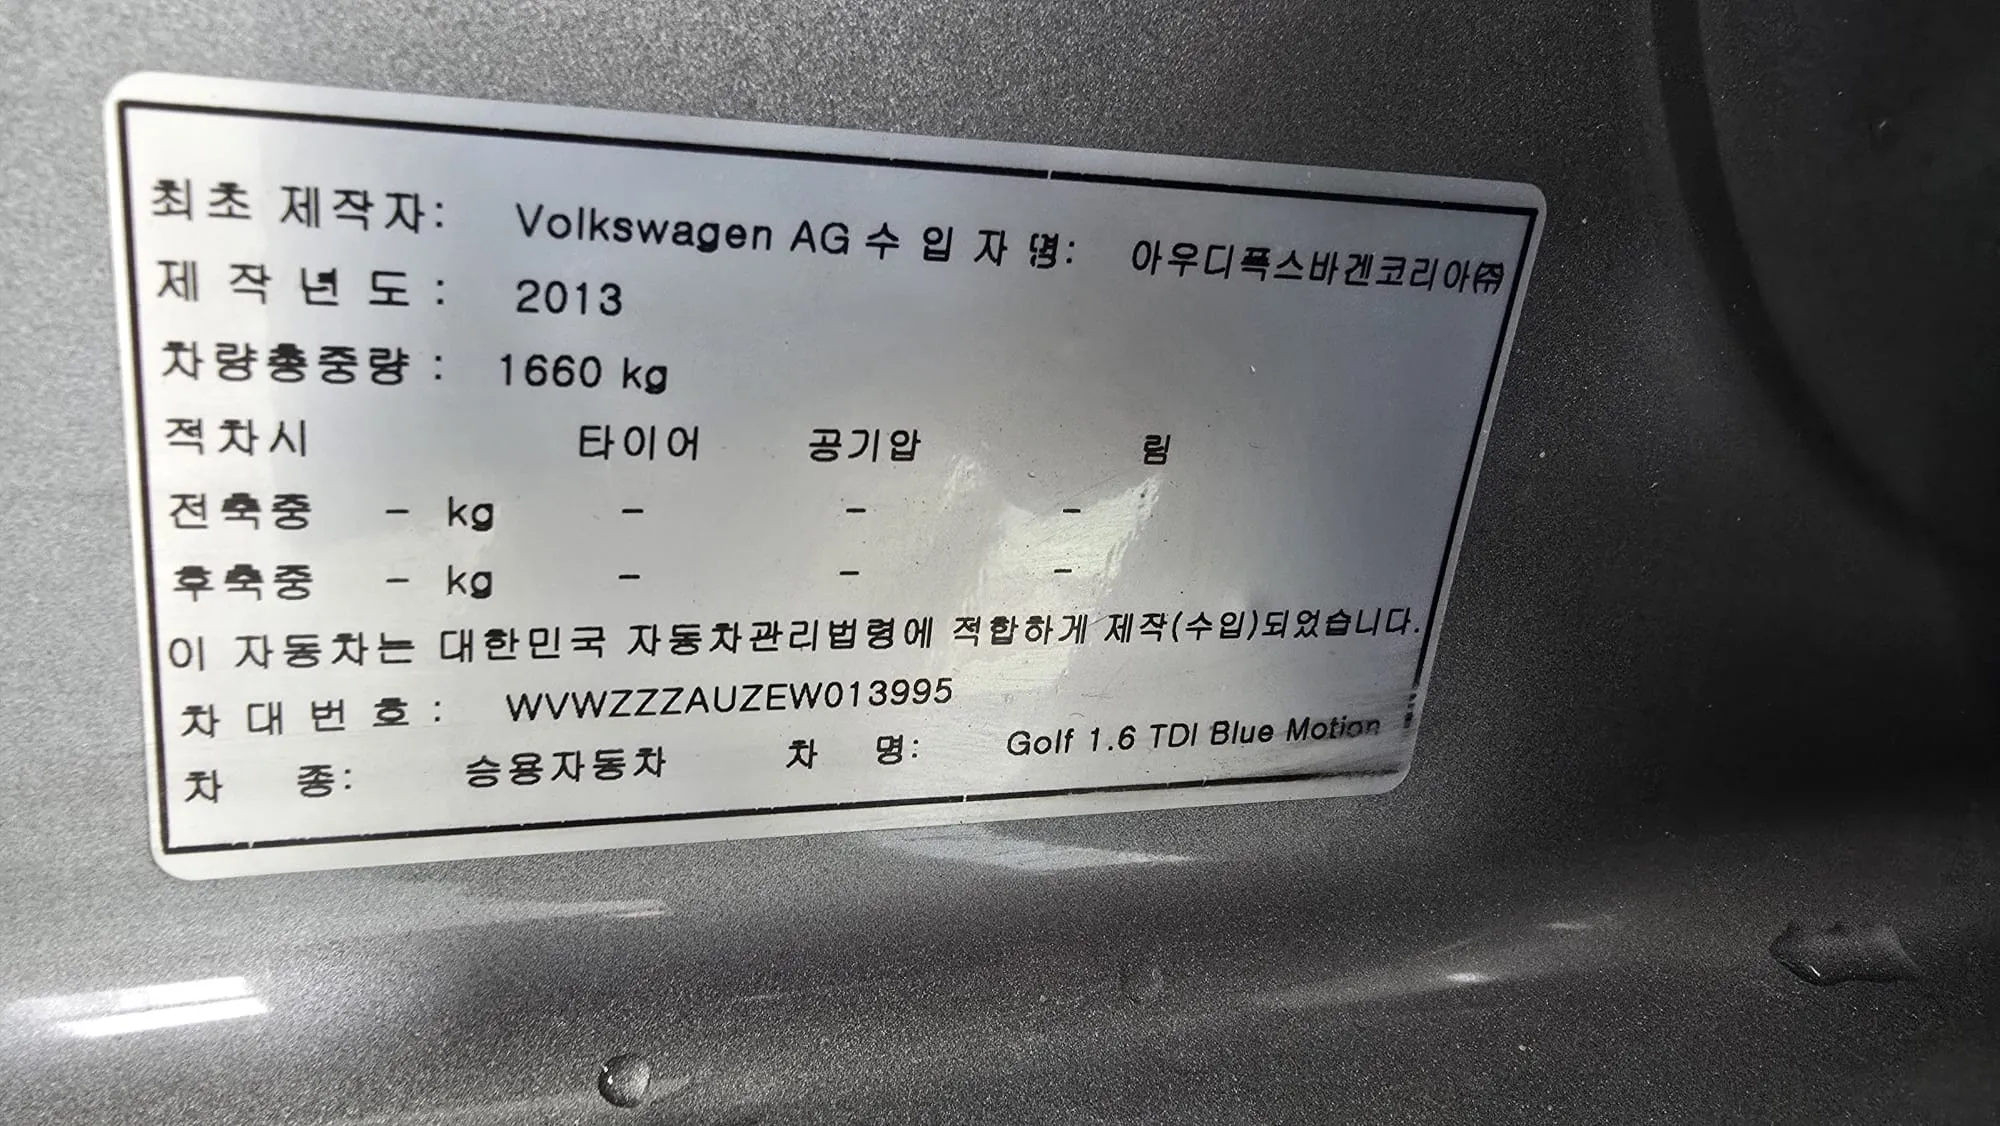 최초 제작자: Volkswagen AG 수 입 자 명: 아우디폭스바겐코리아㈜
제 작 년 도 : 2013
차량총중량 : 1660 kg
적차시 타이어 공기압 림
전축중 - kg - - -
후축중 - kg - - -
이 자동차는 대한민국 자동차관리법령에 적합하게 제작(수입)되었습니다.
차 대 번 호 : WVWZZZAUZEW013995
차 종: 승용자동차 차 명: Golf 1.6 TDI Blue Motion